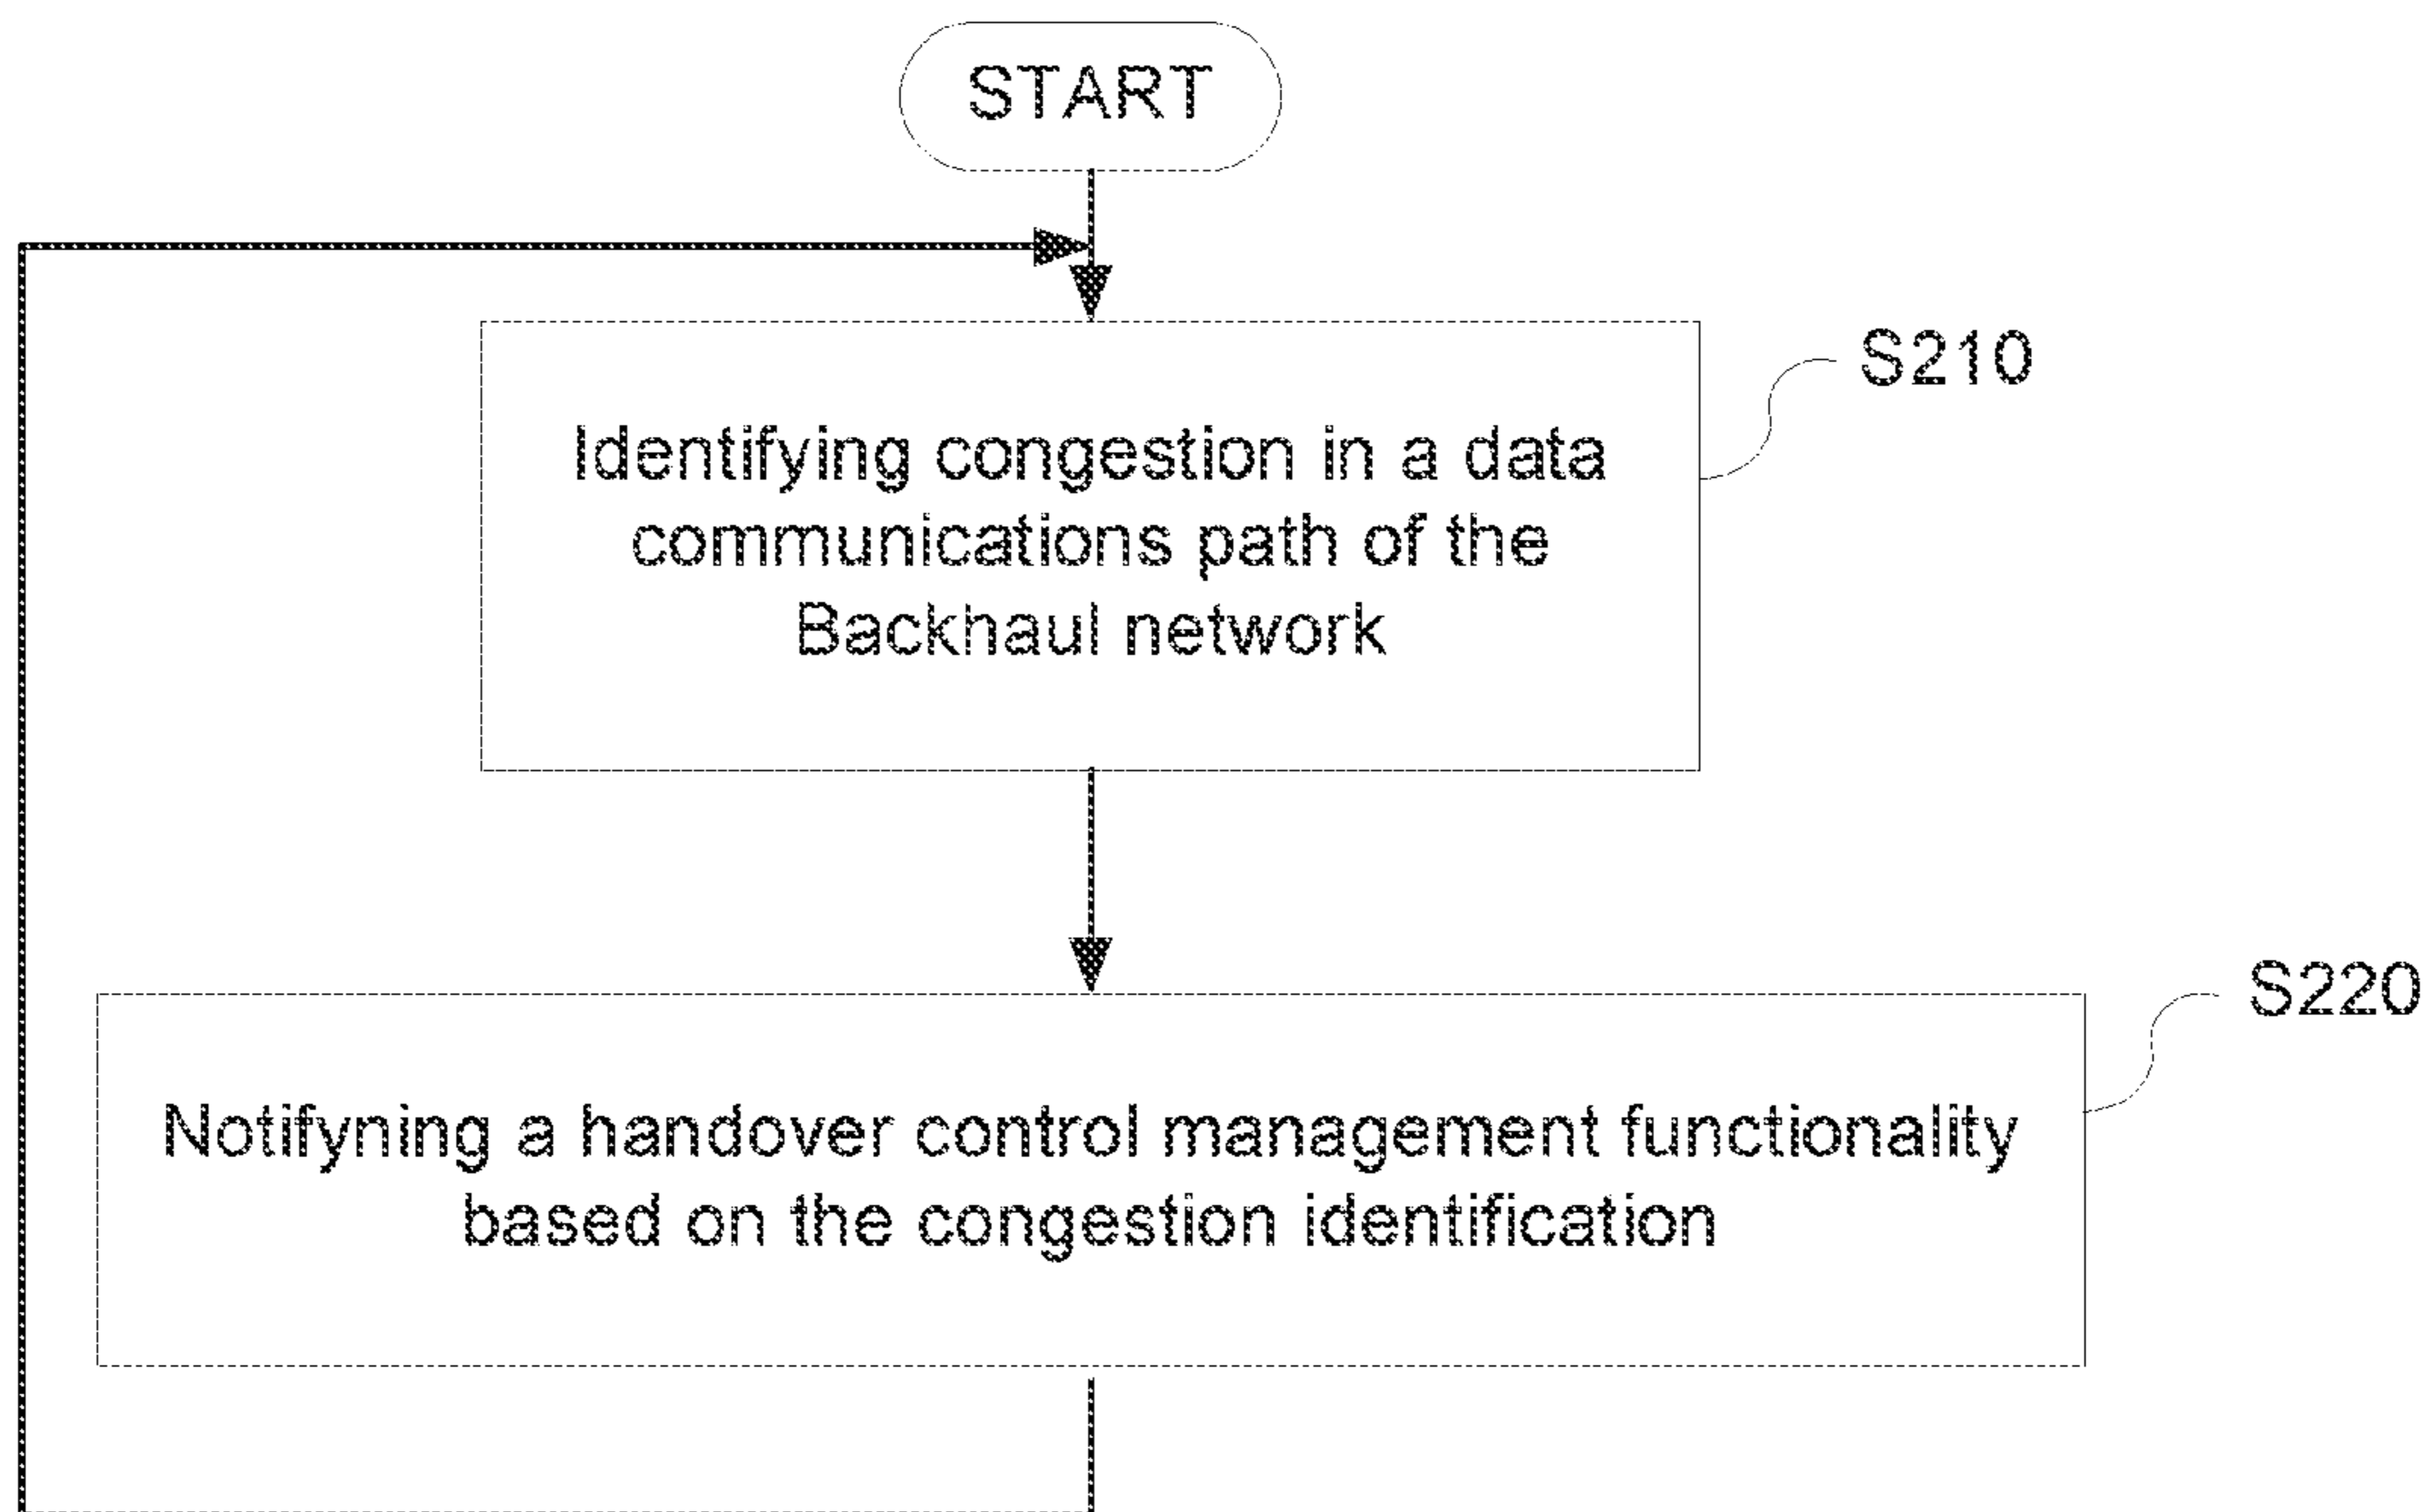 START
S210
Identifying congestion in a data
communications path of the
Backhaul network
S220
Notifyning a handover control management functionality
based on the congestion identification